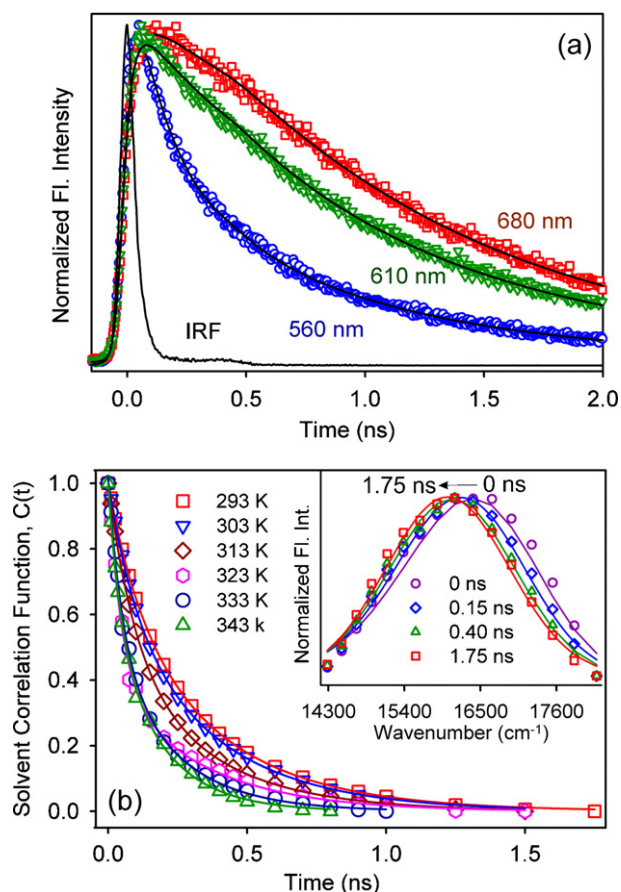 (a)
Normalized Fl. Intensity
680 nm
610 nm
560 nm
IRF
0.0 0.5 1.0 1.5 2.0
Time (ns)
Solvent Correlation Function, C(t)
1.0
0.8
0.6
0.4
0.2
0.0
293 K
303 K
313 K
323 K
333 K
343 k
1.75 ns 0 ns
Normalized Fl. Int.
0 ns
0.15 ns
0.40 ns
1.75 ns
14300 15400 16500 17600
Wavenumber (cm-1)
(b)
0.0 0.5 1.0 1.5
Time (ns)